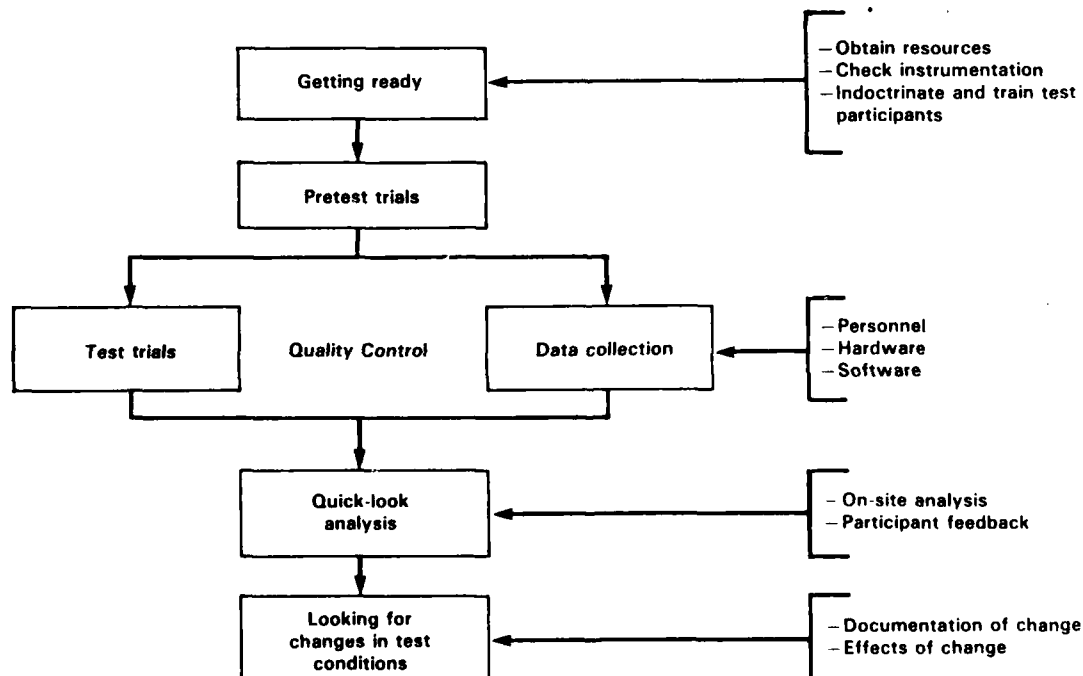 Getting ready
– Obtain resources
– Check instrumentation
– Indoctrinate and train test
participants
Pretest trials
Test trials
Quality Control
Data collection
– Personnel
– Hardware
– Software
Quick-look
analysis
– On-site analysis
– Participant feedback
Looking for
changes in test
conditions
– Documentation of change
– Effects of change